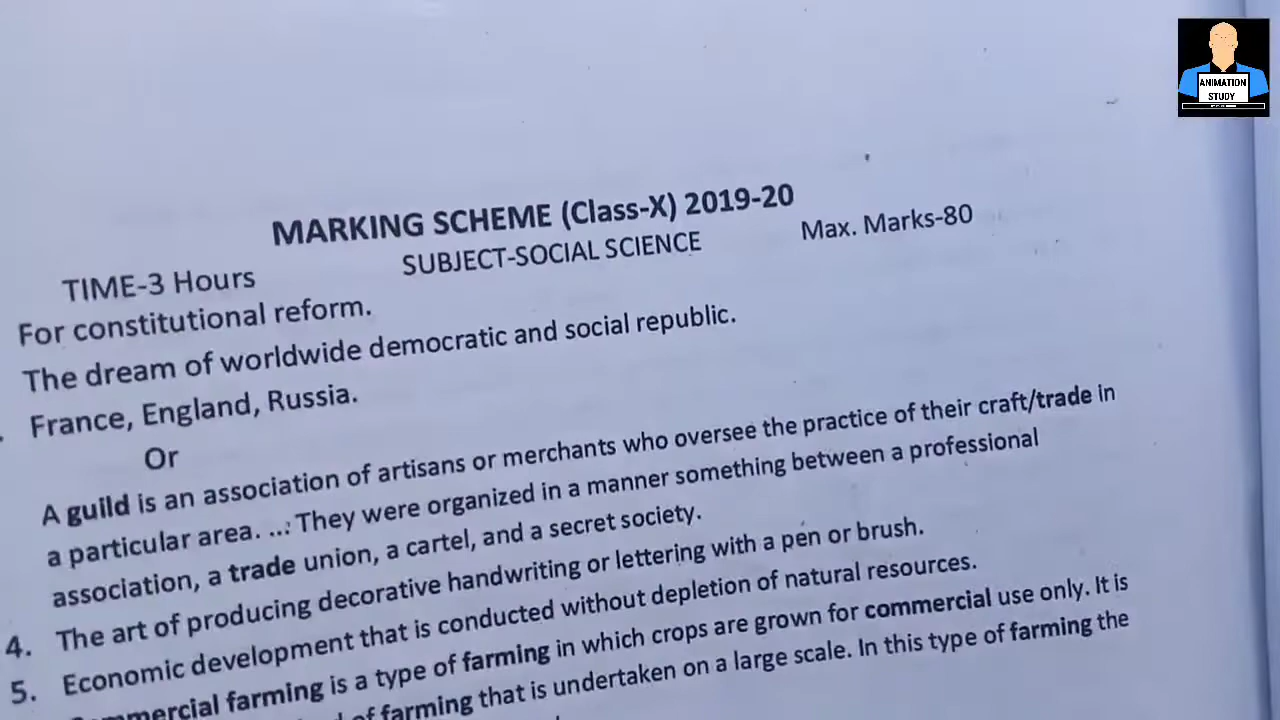 ANIMATION
STUDY
MARKING SCHEME (Class-X) 2019-20
SUBJECT-SOCIAL SCIENCE
Max. Marks-80
TIME-3 Hours
For constitutional reform.
The dream of worldwide democratic and social republic.
France, England, Russia.
Or
A guild is an association of artisans or merchants who oversee the practice of their craft/trade in
a particular area. ...: They were organized in a manner something between a professional
association, a trade union, a cartel, and a secret society.
4. The art of producing decorative handwriting or lettering with a pen or brush.
5. Economic development that is conducted without depletion of natural resources.
farming is a type of farming in which crops are grown for commercial use only. It is
of farming that is undertaken on a large scale. In this type of farming the